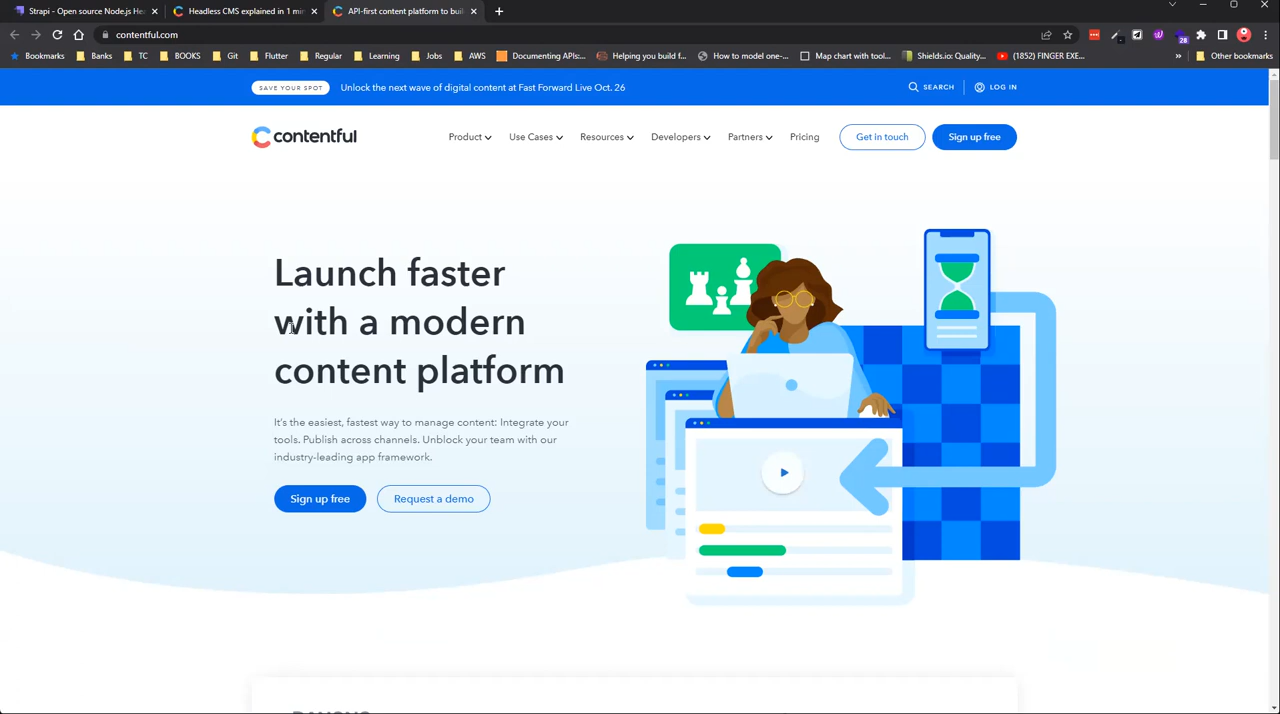 Strapi - Open source Node.js He
Headless CMS explained in 1 min
API-first content platform to buil
contentful.com
28
Bookmarks
Banks
TC
BOOKS
Git
Flutter
Regular
Learning
Jobs
AWS
Documenting APIs:...
Helping you build f...
How to model one-...
Map chart with tool...
Shields.io: Quality...
(1852) FINGER EXE...
Other bookmarks
SAVE YOUR SPOT
Unlock the next wave of digital content at Fast Forward Live Oct. 26
SEARCH
LOG IN
contentful
Product
Use Cases
Resources
Developers
Partners
Pricing
Get in touch
Sign up free
Launch faster
with a modern
content platform
It's the easiest, fastest way to manage content: Integrate your
tools. Publish across channels. Unblock your team with our
industry-leading app framework.
Sign up free
Request a demo